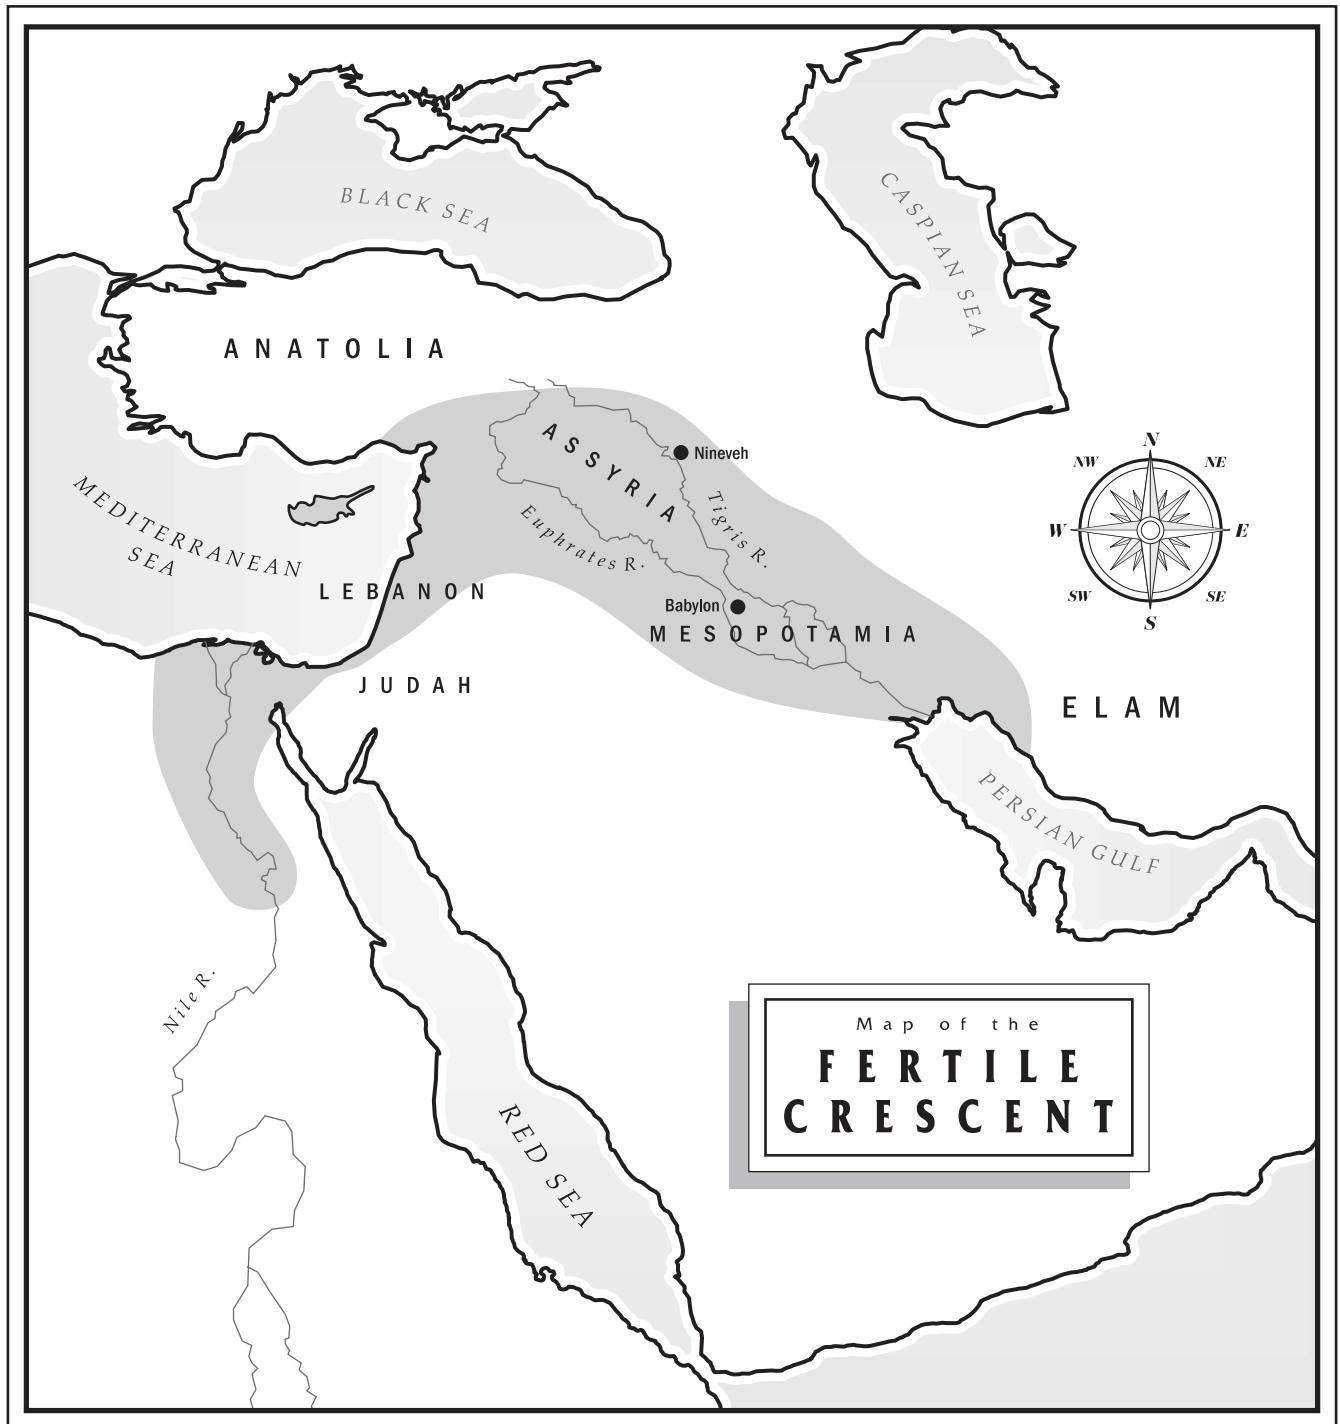 BLACK SEA
CASPIAN SEA
ANATOLIA
ASSYRIA
Nineveh
N
NW
NE
W
E
SW
SE
S
MEDITERRANEAN
SEA
Euphrates R.
Tigris R.
LEBANON
Babylon
MESOPOTAMIA
JUDAH
ELAM
PERSIAN GULF
Nile R.
RED SEA
Map of the
FERTILE
CRESCENT